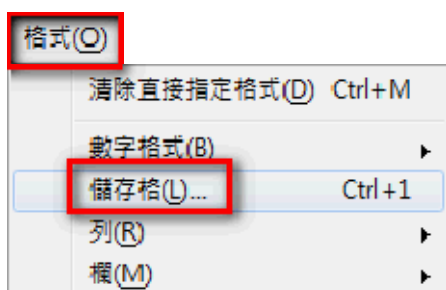 格式(O)
清除直接指定格式(D) Ctrl+M
數字格式(B)
儲存格(L)... Ctrl+1
列(R)
欄(M)